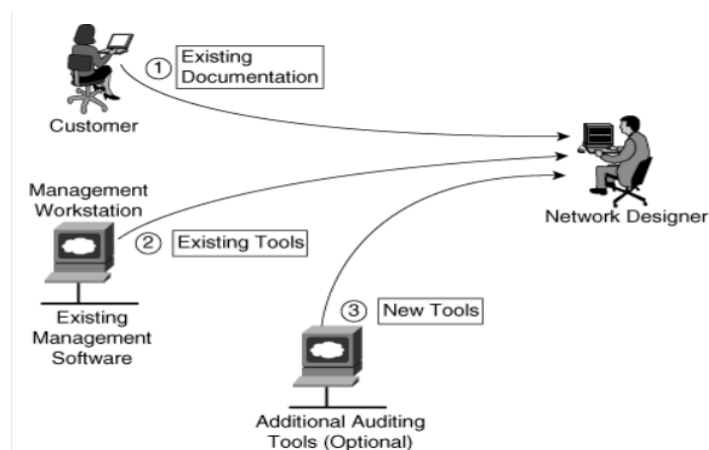 1 Existing
Documentation
Customer
Management
Workstation
Network Designer
2 Existing Tools
Existing
Management
Software
3 New Tools
Additional Auditing
Tools (Optional)